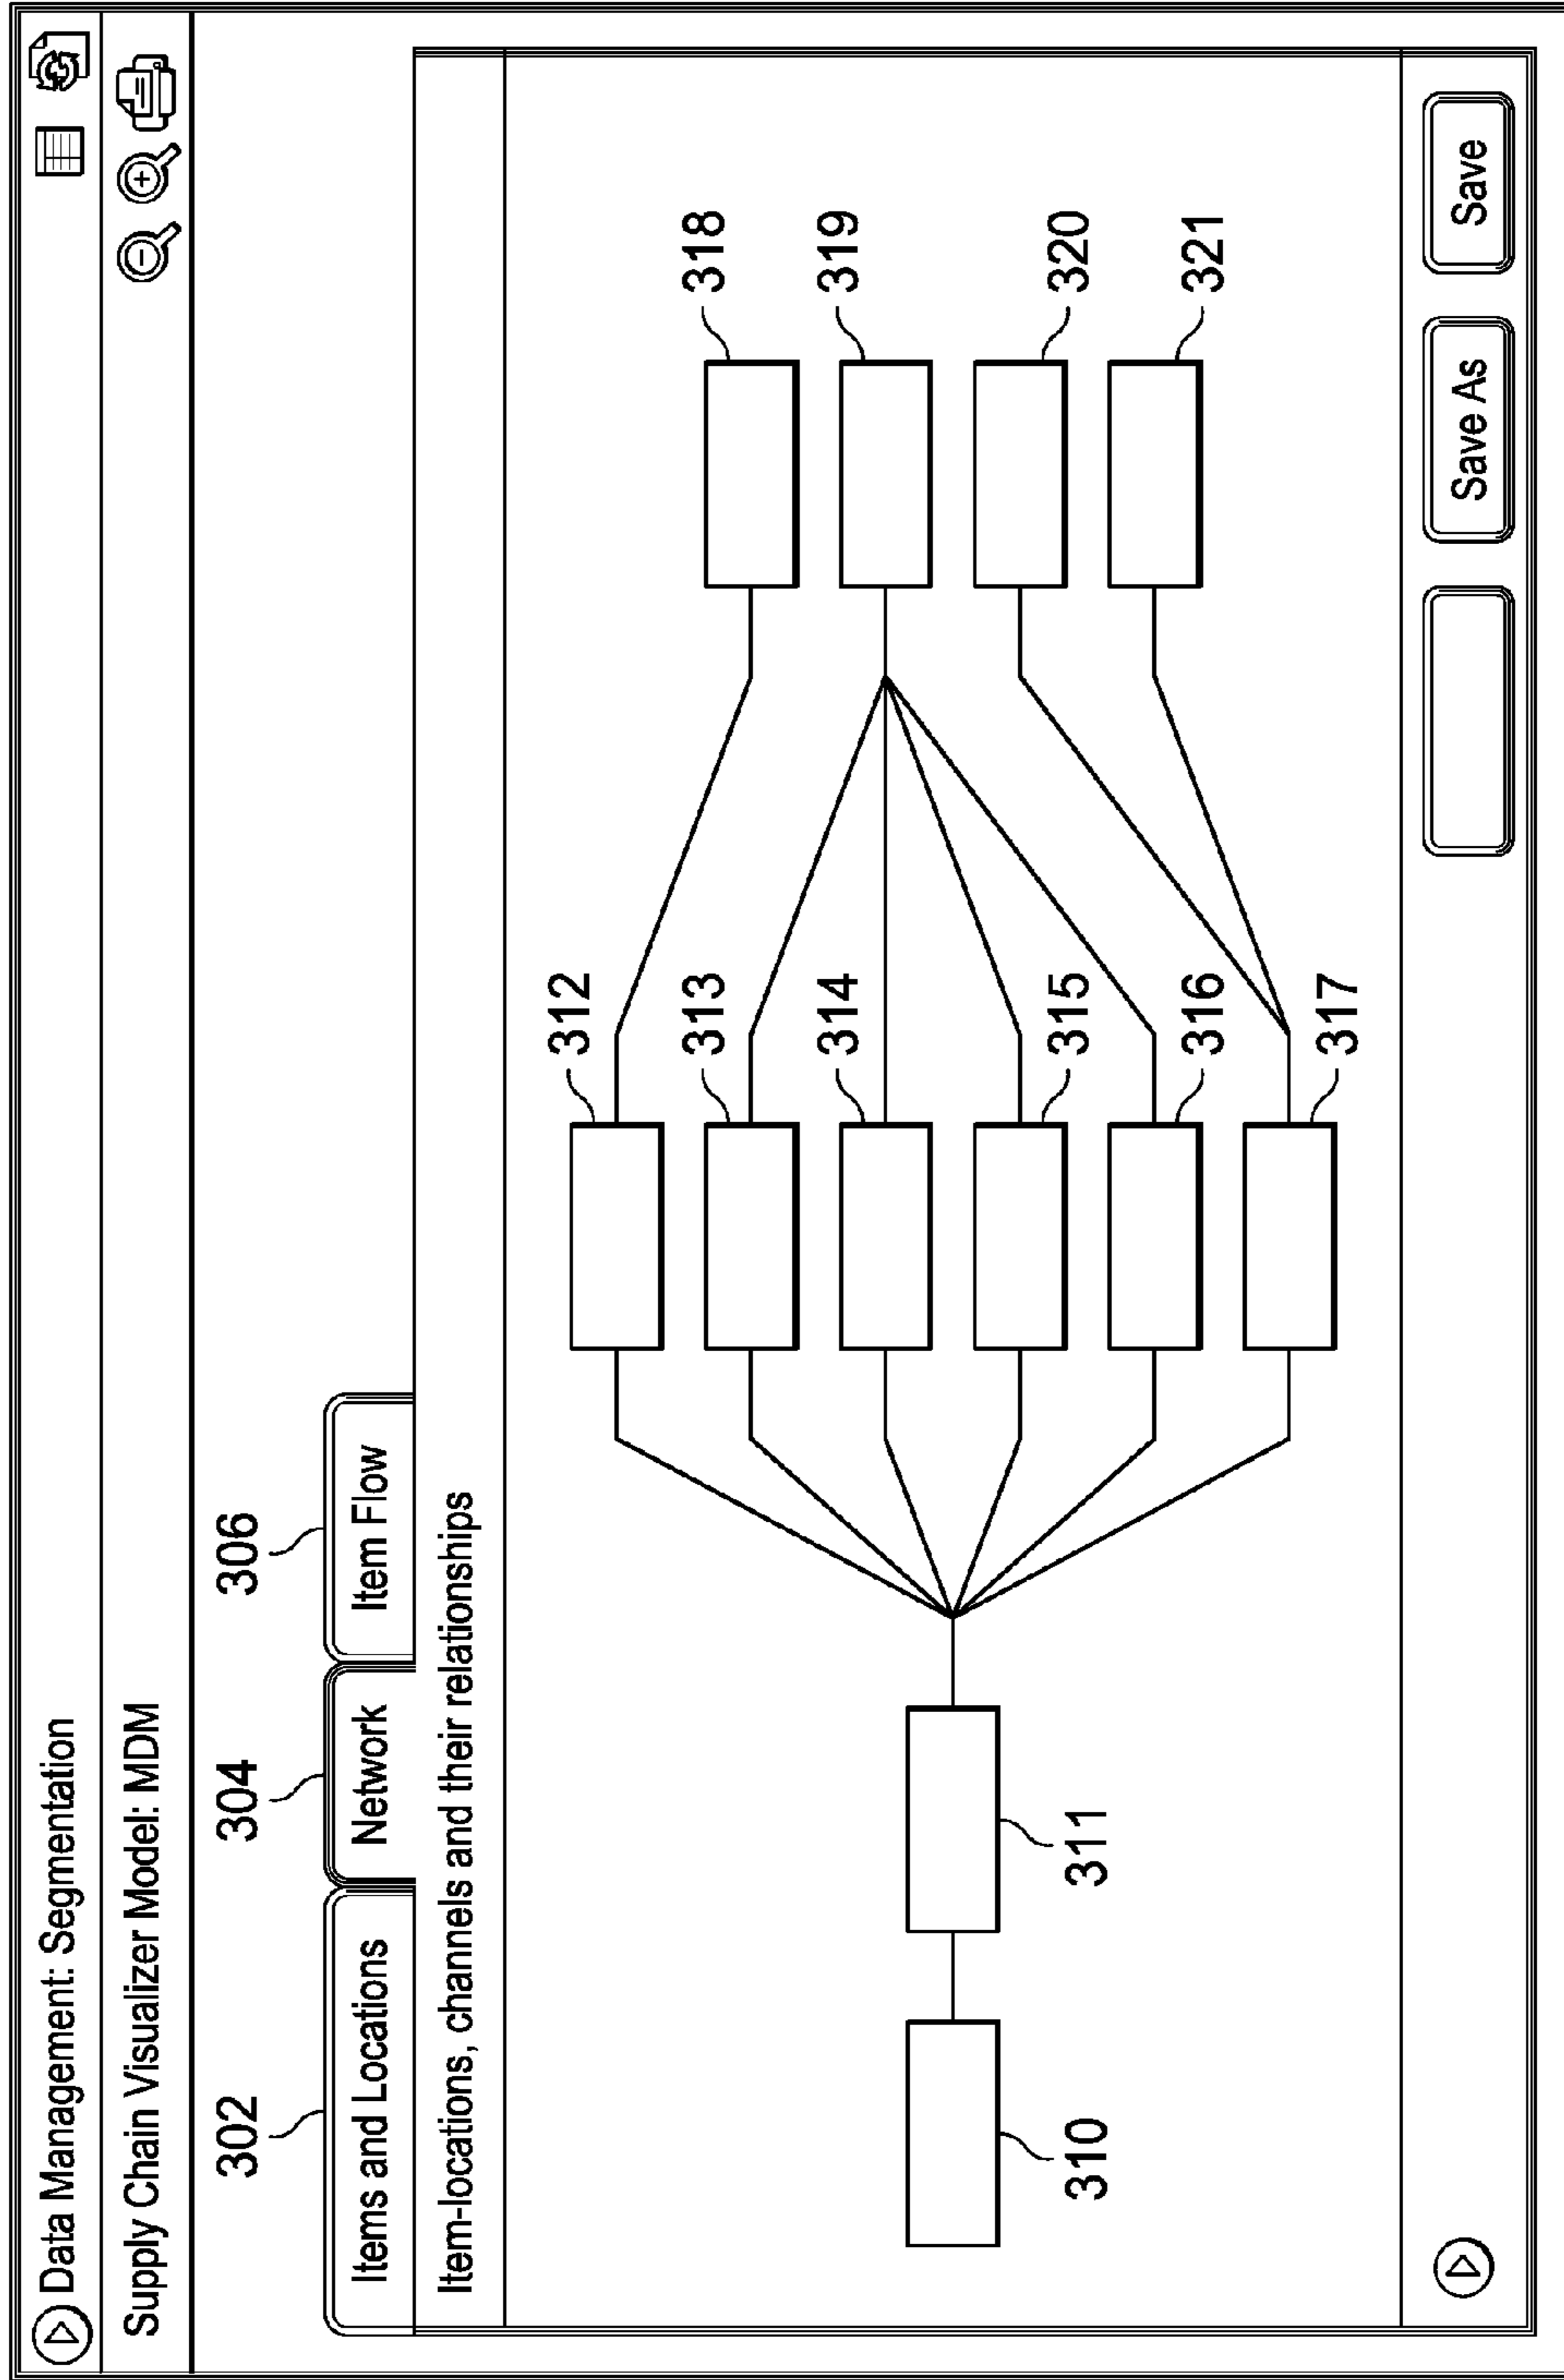 Data Management: Segmentation
Supply Chain Visualizer Model: MDM
302
304
306
Items and Locations
Network
Item Flow
Item-locations, channels and their relationships
310
311
312
313
314
315
316
317
318
319
320
321
Save As
Save